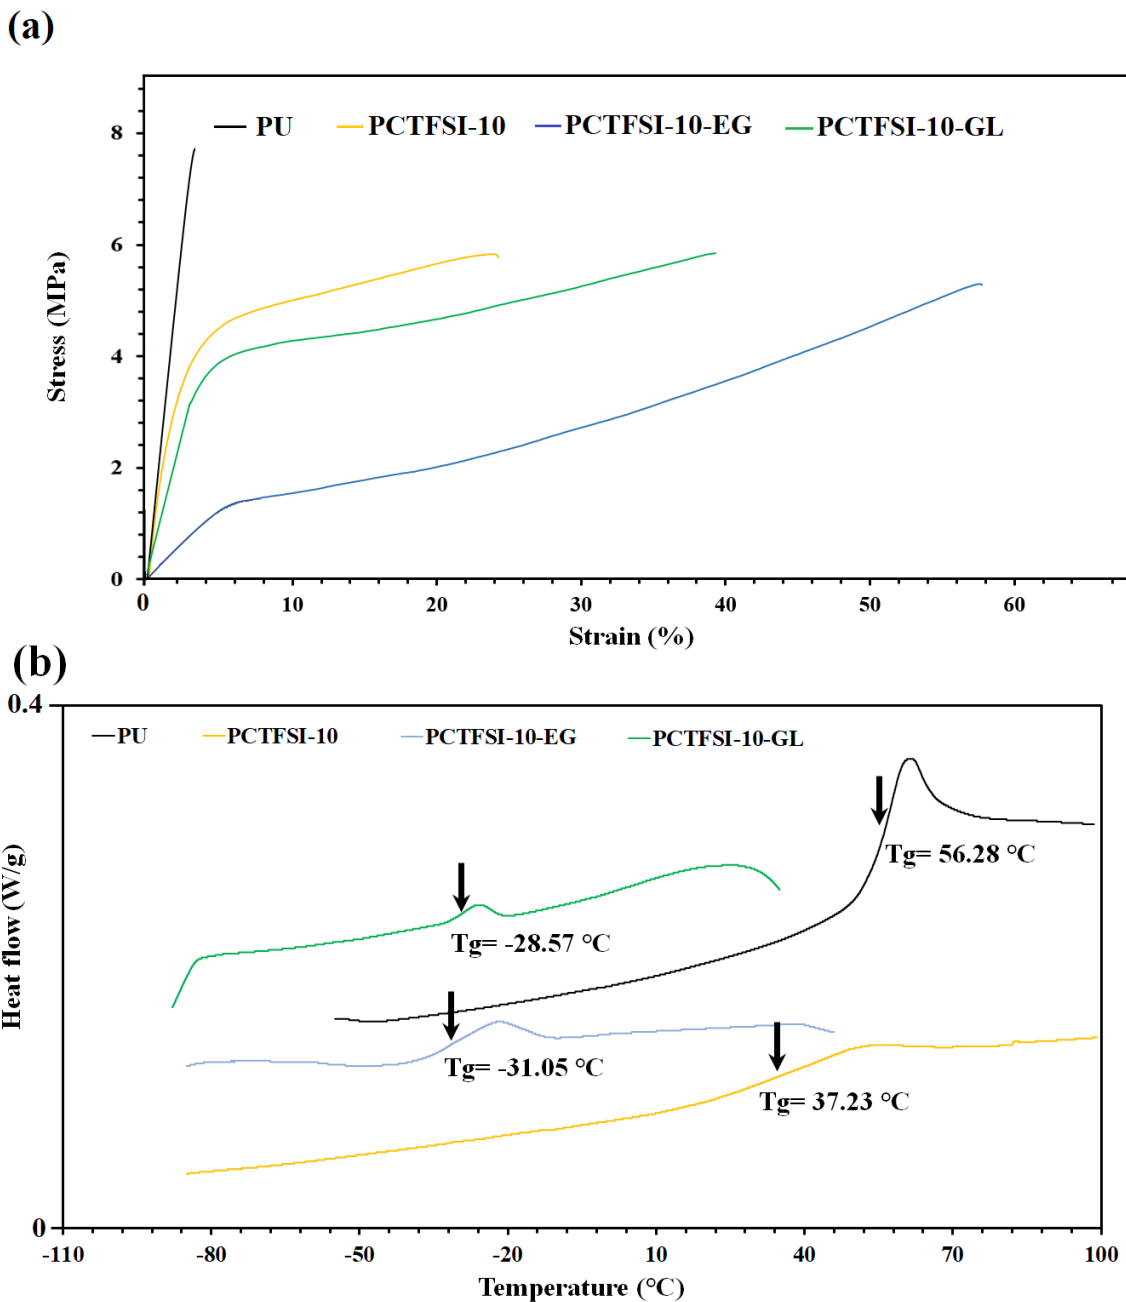 (a)
PU PCTFSI-10 PCTFSI-10-EG PCTFSI-10-GL
8
6
4
2
0
Stress (MPa)
0 10 20 30 40 50 60
Strain (%)
(b)
0.4
PU PCTFSI-10 PCTFSI-10-EG PCTFSI-10-GL
Tg= 56.28 °C
Tg= -28.57 °C
Tg= -31.05 °C
Tg= 37.23 °C
Heat flow (W/g)
0
-110 -80 -50 -20 10 40 70 100
Temperature (°C)